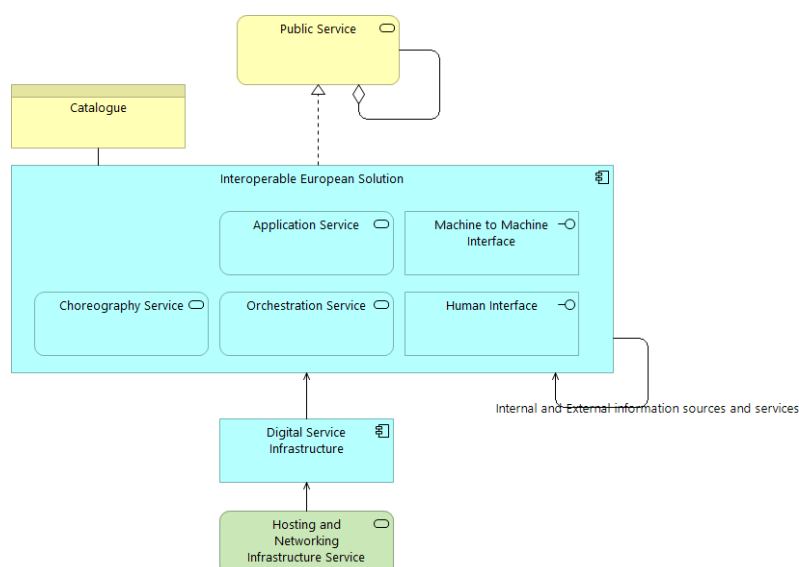 Public Service
Catalogue
Interoperable European Solution
Application Service
Machine to Machine
Interface
Choreography Service
Orchestration Service
Human Interface
Internal and External information sources and services
Digital Service
Infrastructure
Hosting and
Networking
Infrastructure Service